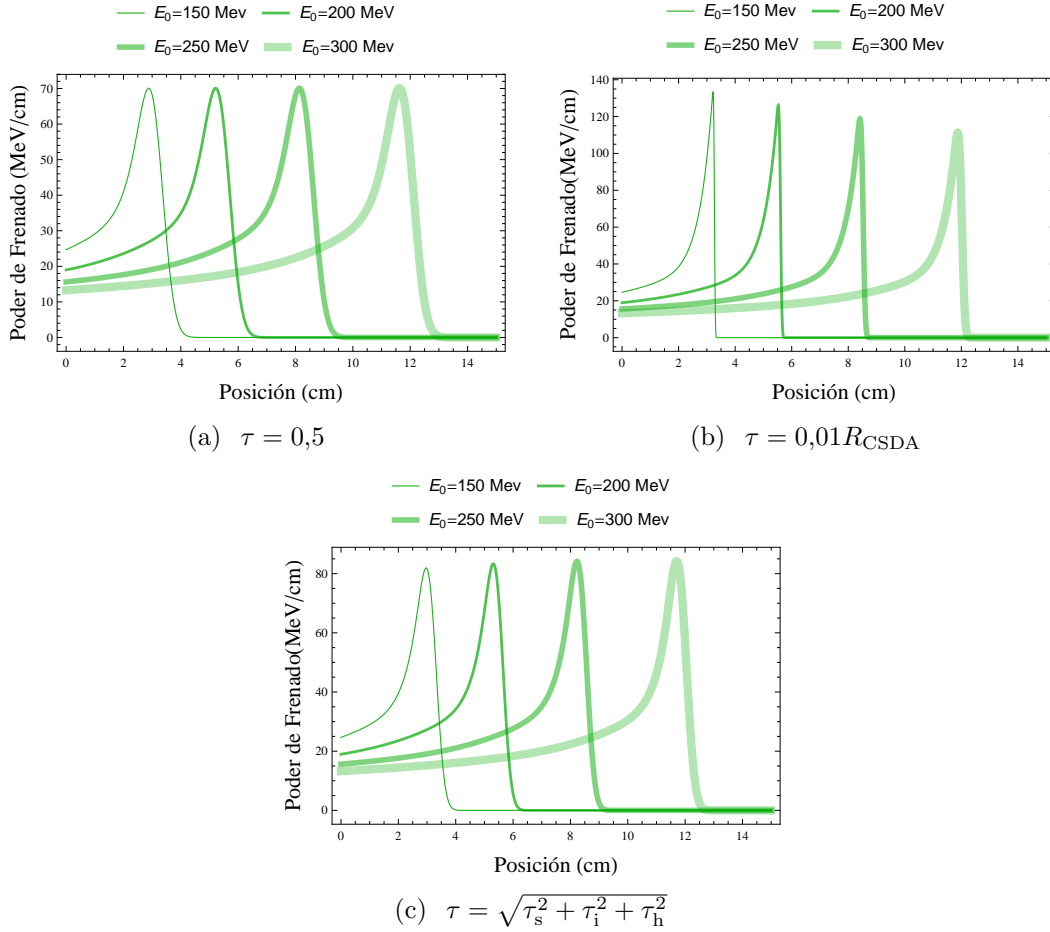 E₀=150 Mev E₀=200 MeV
E₀=250 MeV E₀=300 Mev
Poder de Frenado (MeV/cm)
70
60
50
40
30
20
10
0
0 2 4 6 8 10 12 14
Posición (cm)
(a) τ = 0,5
E₀=150 Mev E₀=200 MeV
E₀=250 MeV E₀=300 Mev
Poder de Frenado(MeV/cm)
140
120
100
80
60
40
20
0
0 2 4 6 8 10 12 14
Posición (cm)
(b) τ = 0,01R_CSDA
E₀=150 Mev E₀=200 MeV
E₀=250 MeV E₀=300 Mev
Poder de Frenado(MeV/cm)
80
60
40
20
0
0 2 4 6 8 10 12 14
Posición (cm)
(c) τ = √(τ_s² + τ_i² + τ_h²)